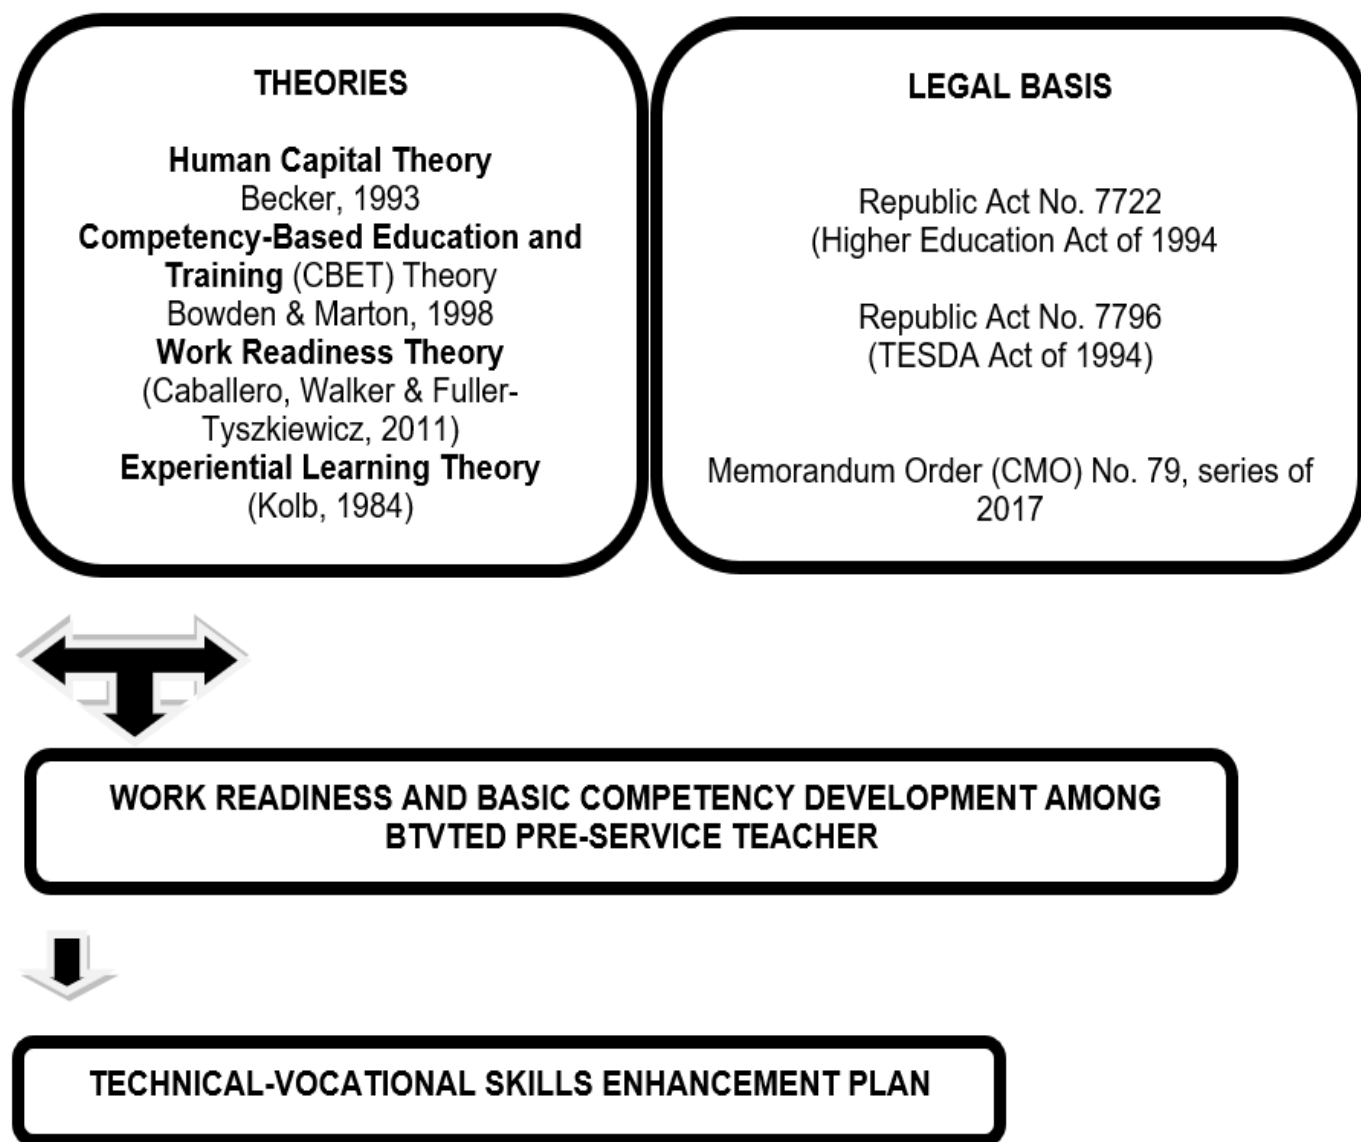 THEORIES
Human Capital Theory
Becker, 1993
Competency-Based Education and
Training (CBET) Theory
Bowden & Marton, 1998
Work Readiness Theory
(Caballero, Walker & Fuller-
Tyszkiewicz, 2011)
Experiential Learning Theory
(Kolb, 1984)
LEGAL BASIS
Republic Act No. 7722
(Higher Education Act of 1994
Republic Act No. 7796
(TESDA Act of 1994)
Memorandum Order (CMO) No. 79, series of
2017
WORK READINESS AND BASIC COMPETENCY DEVELOPMENT AMONG
BTVTED PRE-SERVICE TEACHER
TECHNICAL-VOCATIONAL SKILLS ENHANCEMENT PLAN